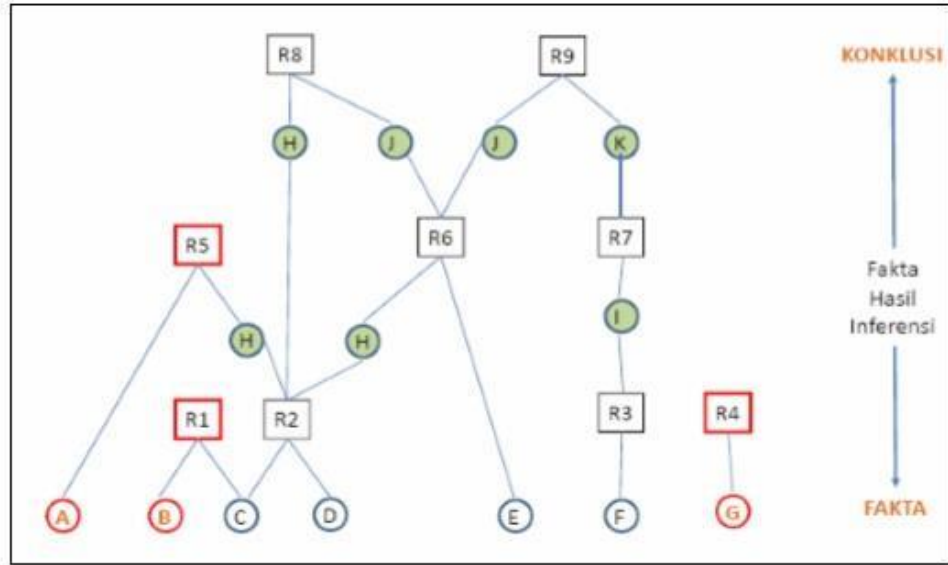 R8
R9
KONKLUSI
H
J
J
K
R5
R6
R7
Fakta
Hasil
Inferensi
H
H
I
R1
R2
R3
R4
A
B
C
D
E
F
G
FAKTA